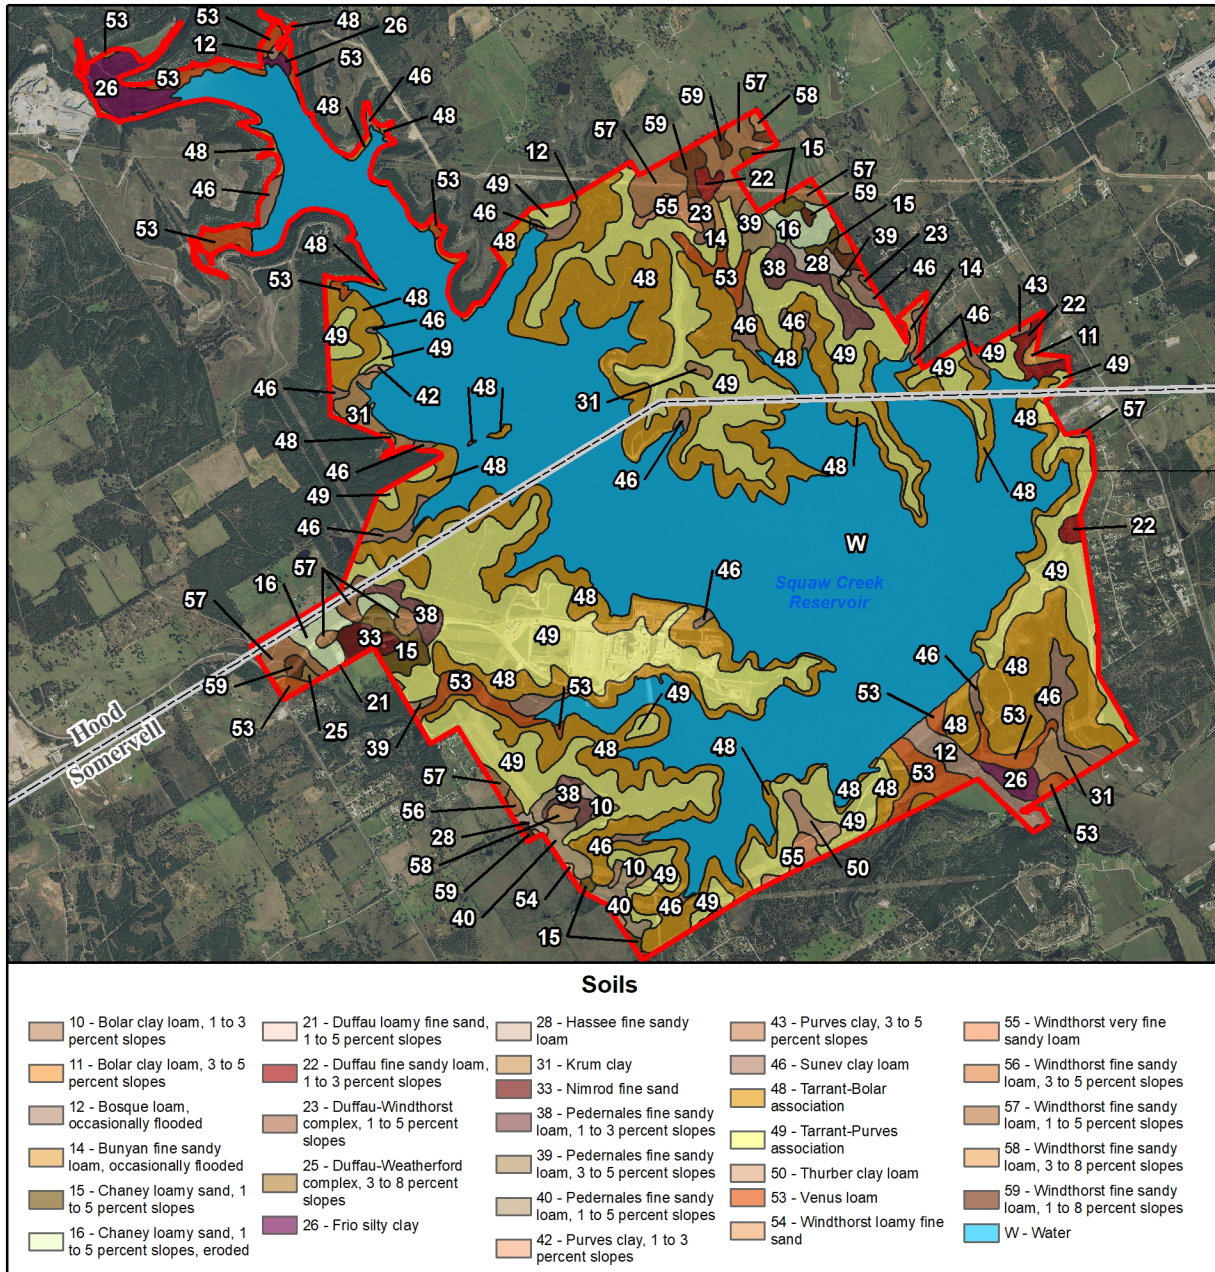 53
53
48
26
12
53
46
53
26
48
57
59
58
48
48
59
57
12
15
48
57
49
22
59
46
53
55
23
39
16
15
46
14
39
53
48
28
23
48
53
38
46
14
48
53
48
43
46
46
46
22
49
46
49
48
49
11
49
42
49
49
46
48
31
31
48
57
48
46
48
46
48
49
48
46
22
W
46
49
57
16
48
Squaw Creek
Reservoir
38
33
49
15
46
48
53
48
53
59
49
46
53
53
21
25
53
48
Hood
39
12
Somervell
49
48
48
53
57
26
38
48
48
31
56
10
49
28
53
58
46
55
50
59
10
49
54
40
49
40
46
15
Soils
10 - Bolar clay loam, 1 to 3
percent slopes
11 - Bolar clay loam, 3 to 5
percent slopes
12 - Bosque loam,
occasionally flooded
14 - Bunyan fine sandy
loam, occasionally flooded
15 - Chaney loamy sand, 1
to 5 percent slopes
16 - Chaney loamy sand, 1
to 5 percent slopes, eroded
21 - Duffau loamy fine sand,
1 to 5 percent slopes
22 - Duffau fine sandy loam,
1 to 3 percent slopes
23 - Duffau-Windthorst
complex, 1 to 5 percent
slopes
25 - Duffau-Weatherford
complex, 3 to 8 percent
slopes
26 - Frio silty clay
28 - Hassee fine sandy
loam
31 - Krum clay
33 - Nimrod fine sand
38 - Pedernales fine sandy
loam, 1 to 3 percent slopes
39 - Pedernales fine sandy
loam, 3 to 5 percent slopes
40 - Pedernales fine sandy
loam, 1 to 5 percent slopes
42 - Purves clay, 1 to 3
percent slopes
43 - Purves clay, 3 to 5
percent slopes
46 - Sunev clay loam
48 - Tarrant-Bolar
association
49 - Tarrant-Purves
association
50 - Thurber clay loam
53 - Venus loam
54 - Windthorst loamy fine
sand
55 - Windthorst very fine
sandy loam
56 - Windthorst fine sandy
loam, 3 to 5 percent slopes
57 - Windthorst fine sandy
loam, 1 to 5 percent slopes
58 - Windthorst fine sandy
loam, 3 to 8 percent slopes
59 - Windthorst fine sandy
loam, 1 to 8 percent slopes
W - Water